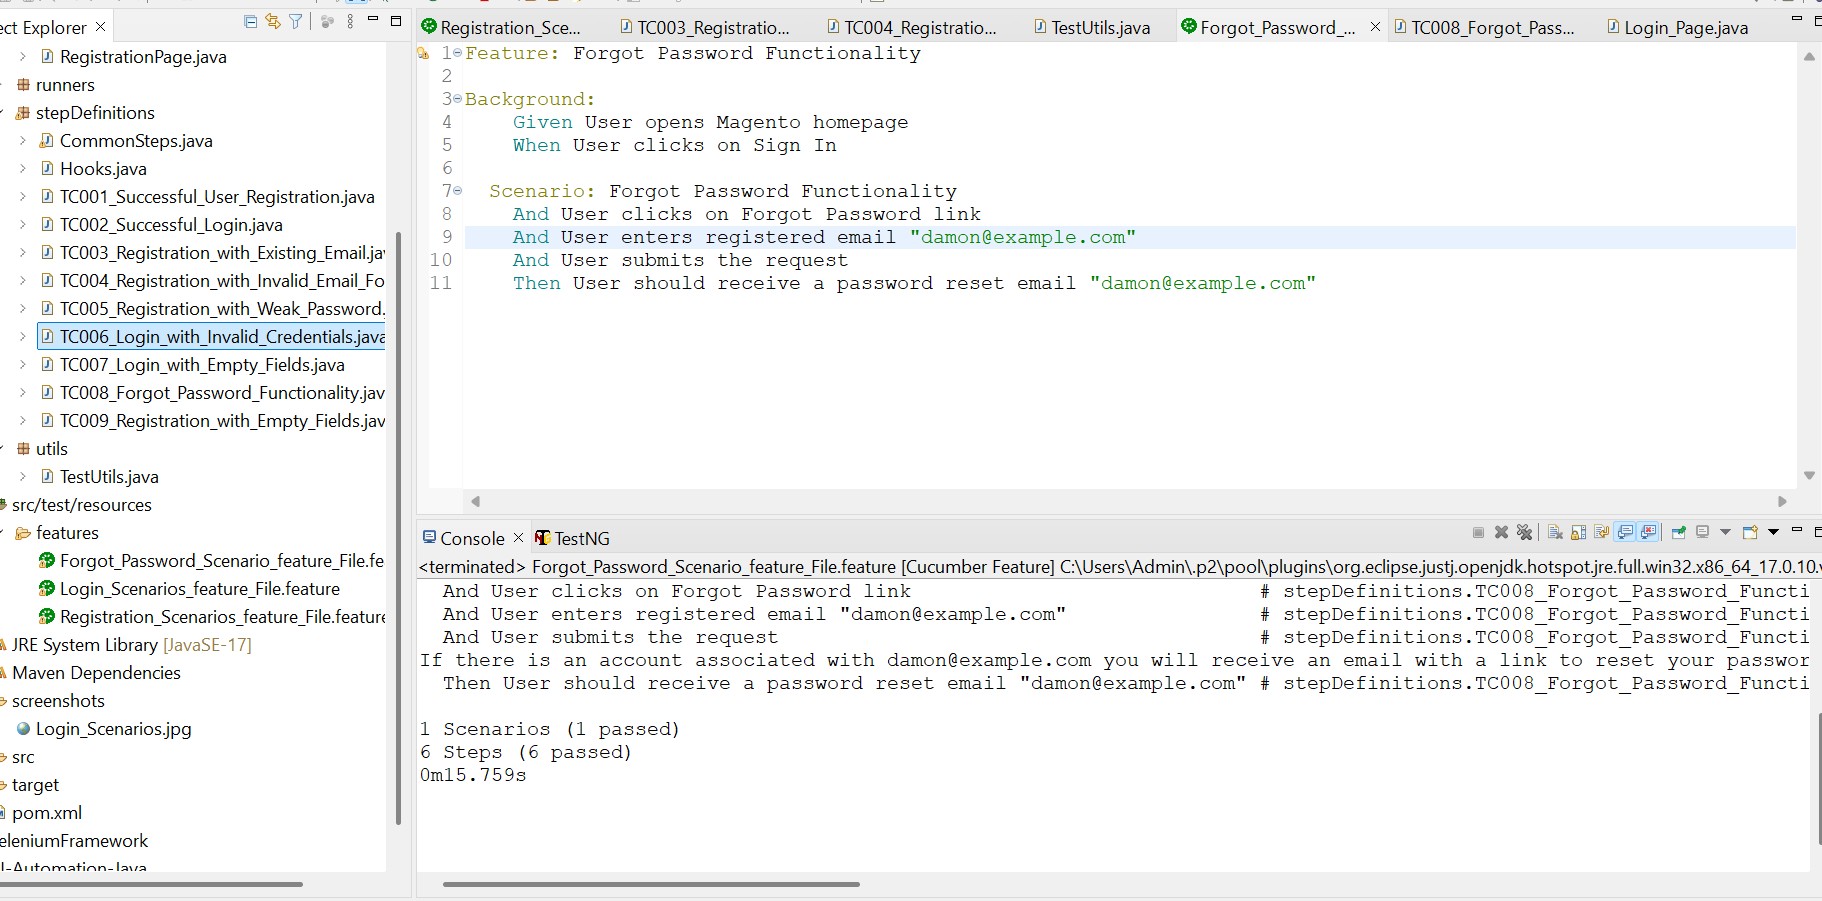 ect Explorer
RegistrationPage.java
runners
stepDefinitions
CommonSteps.java
Hooks.java
TC001_Successful_User_Registration.java
TC002_Successful_Login.java
TC003_Registration_with_Existing_Email.jav
TC004_Registration_with_Invalid_Email_Fo
TC005_Registration_with_Weak_Password.
TC006_Login_with_Invalid_Credentials.java
TC007_Login_with_Empty_Fields.java
TC008_Forgot_Password_Functionality.jav
TC009_Registration_with_Empty_Fields.jav
utils
TestUtils.java
src/test/resources
features
Forgot_Password_Scenario_feature_File.fe
Login_Scenarios_feature_File.feature
Registration_Scenarios_feature_File.feature
JRE System Library [JavaSE-17]
Maven Dependencies
screenshots
Login_Scenarios.jpg
src
target
pom.xml
eleniumFramework
I-Automation-Java
Registration_Sce... TC003_Registratio... TC004_Registratio... TestUtils.java Forgot_Password_... TC008_Forgot_Pass... Login_Page.java
1 Feature: Forgot Password Functionality
2
3 Background:
4 Given User opens Magento homepage
5 When User clicks on Sign In
6
7 Scenario: Forgot Password Functionality
8 And User clicks on Forgot Password link
9 And User enters registered email "damon@example.com"
10 And User submits the request
11 Then User should receive a password reset email "damon@example.com"
Console TestNG
<terminated> Forgot_Password_Scenario_feature_File.feature [Cucumber Feature] C:\Users\Admin\.p2\pool\plugins\org.eclipse.justj.openjdk.hotspot.jre.full.win32.x86_64_17.0.10.v
And User clicks on Forgot Password link # stepDefinitions.TC008_Forgot_Password_Functi
And User enters registered email "damon@example.com" # stepDefinitions.TC008_Forgot_Password_Functi
And User submits the request # stepDefinitions.TC008_Forgot_Password_Functi
If there is an account associated with damon@example.com you will receive an email with a link to reset your passwor
Then User should receive a password reset email "damon@example.com" # stepDefinitions.TC008_Forgot_Password_Functi
1 Scenarios (1 passed)
6 Steps (6 passed)
0m15.759s